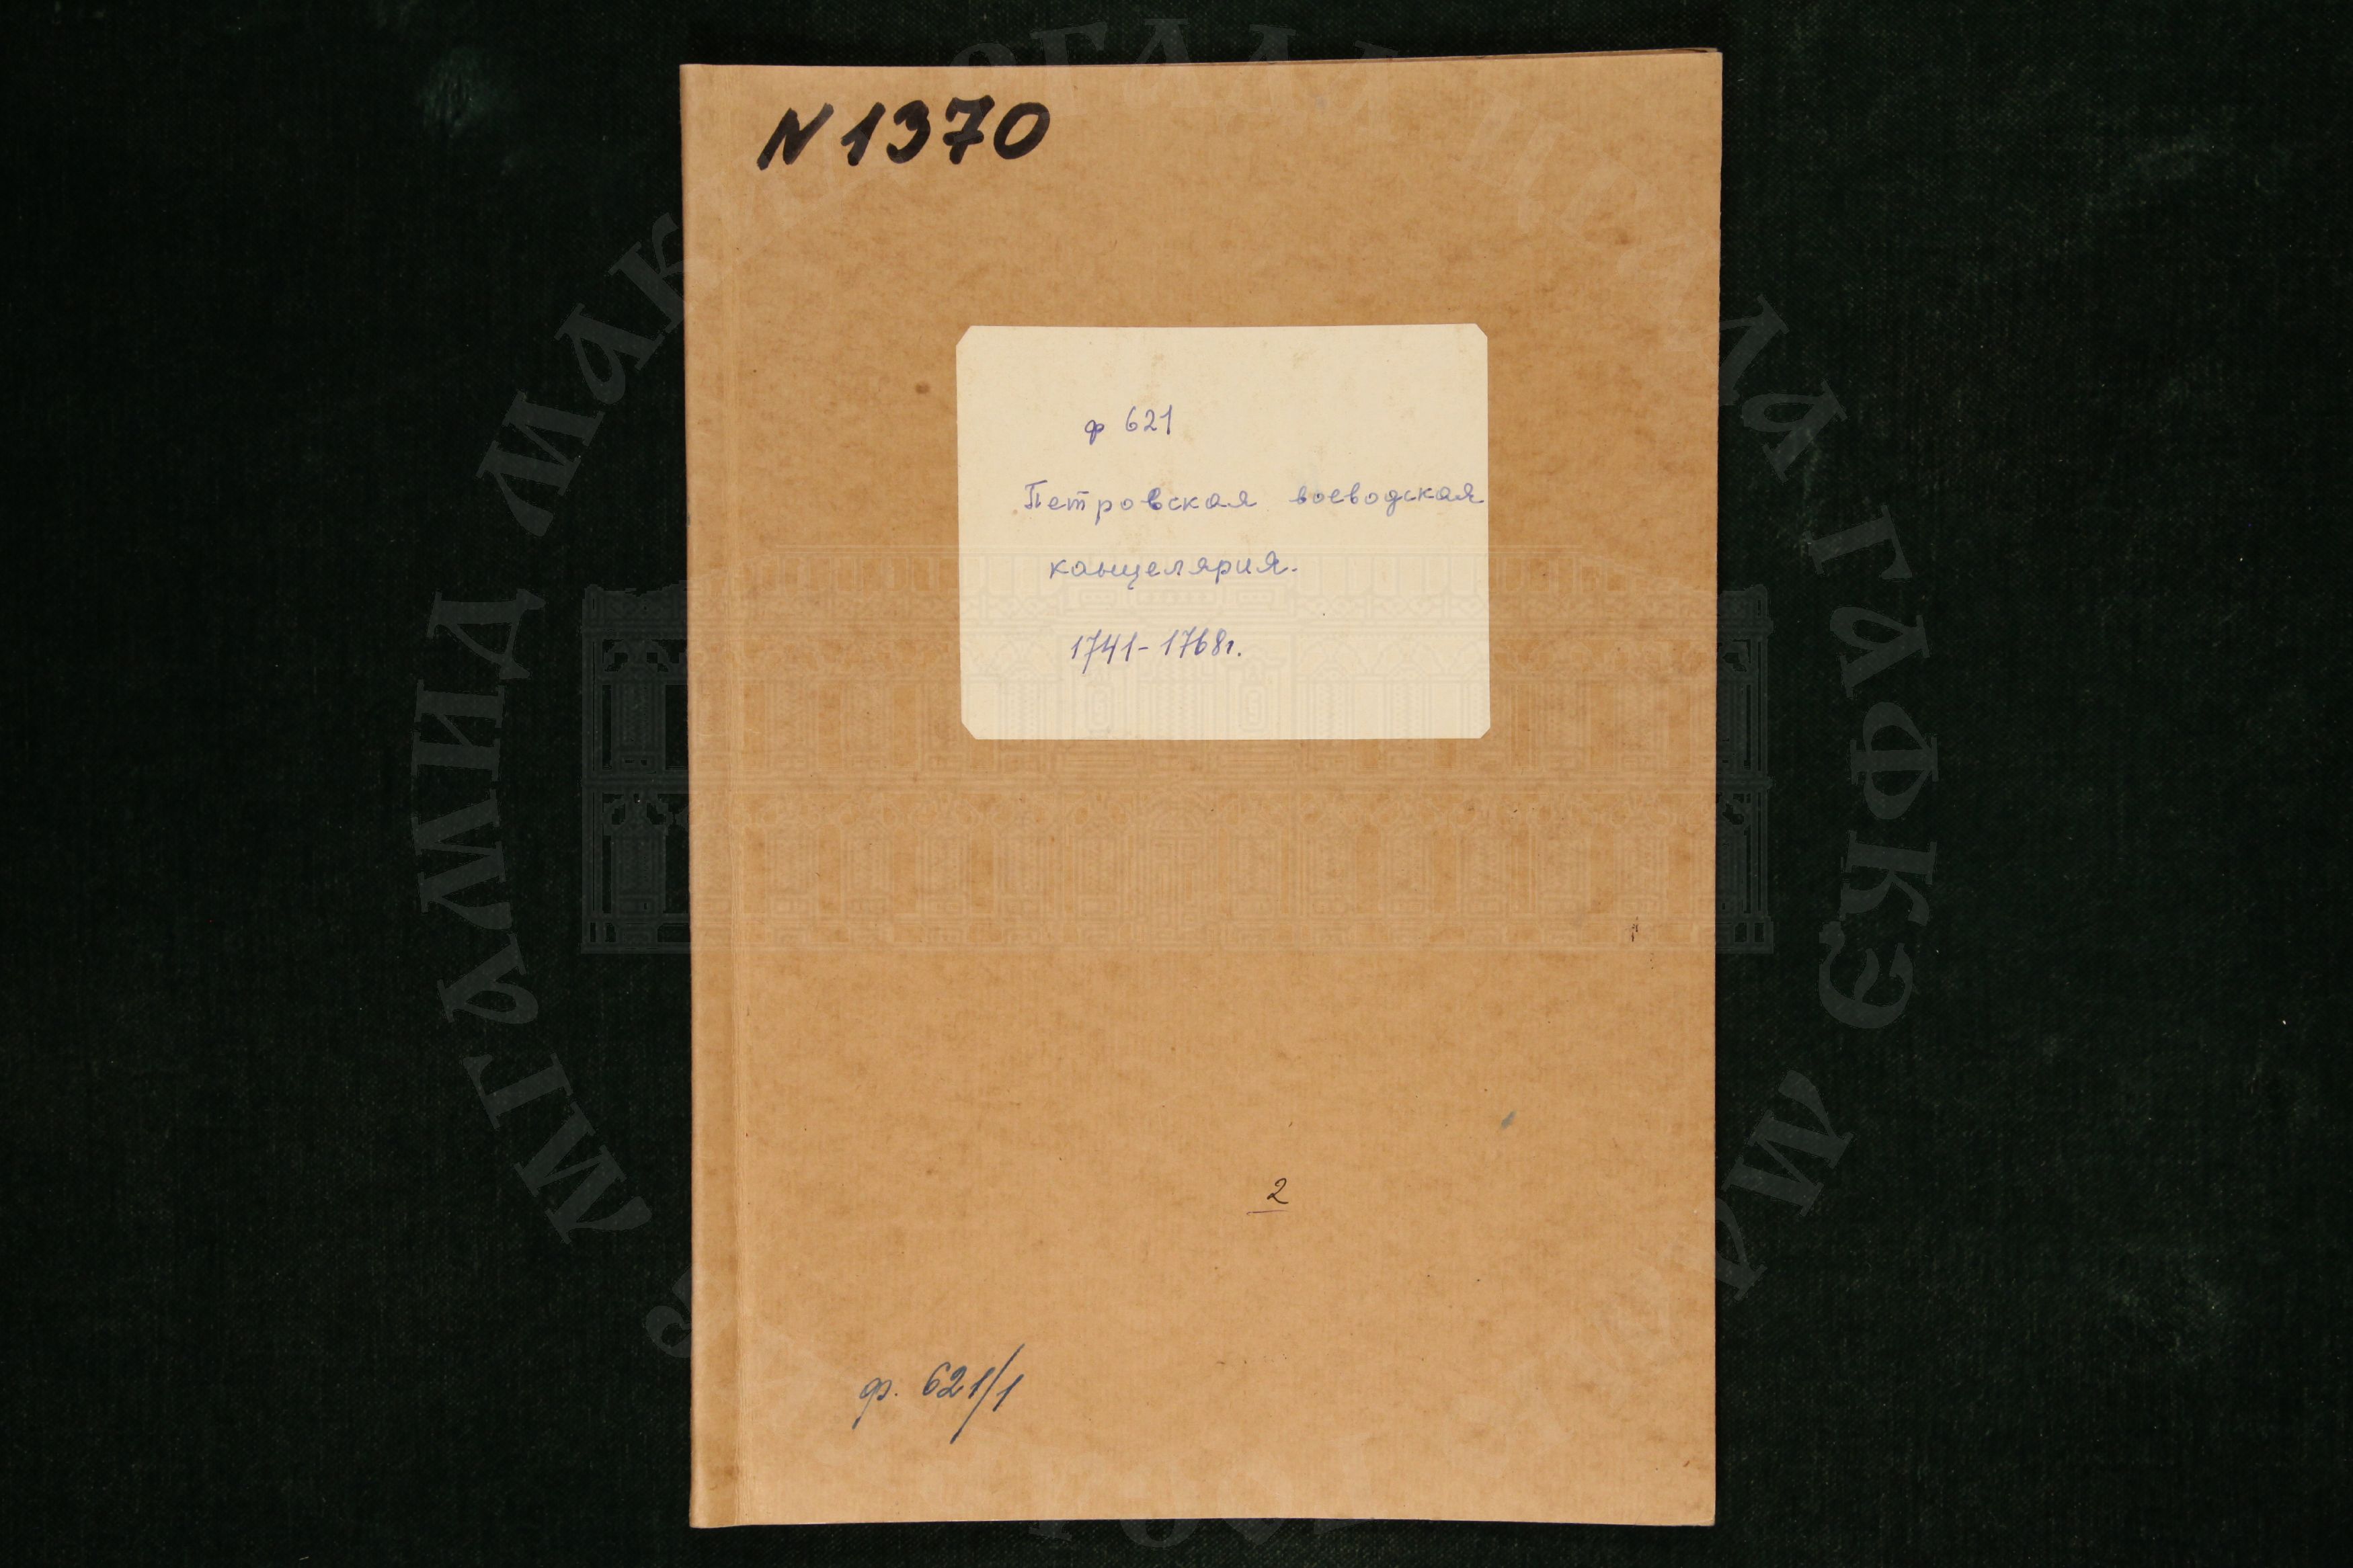 N 1370
ф 621
Петровская воеводская
канцелярия.
1741-1768г.
2
ф. 621/1